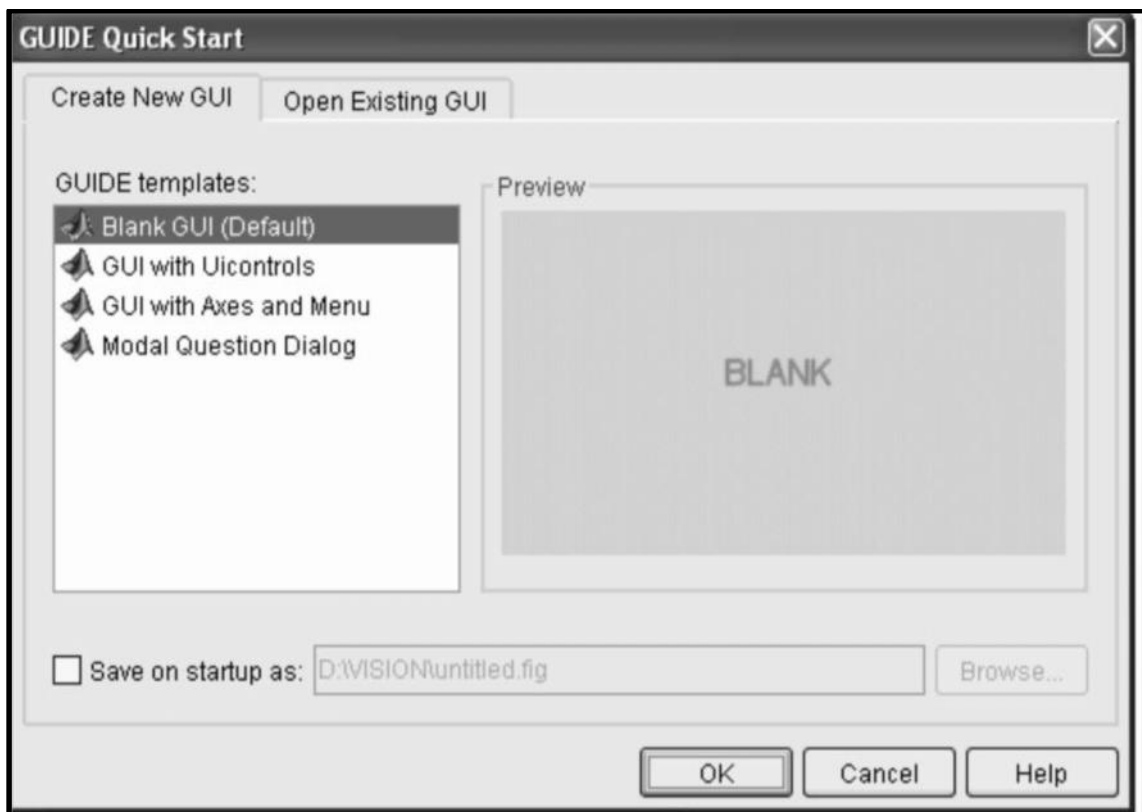 GUIDE Quick Start
Create New GUI
Open Existing GUI
GUIDE templates:
Blank GUI (Default)
GUI with Uicontrols
GUI with Axes and Menu
Modal Question Dialog
Preview
BLANK
Save on startup as:
D:\VISION\untitled.fig
Browse...
OK
Cancel
Help